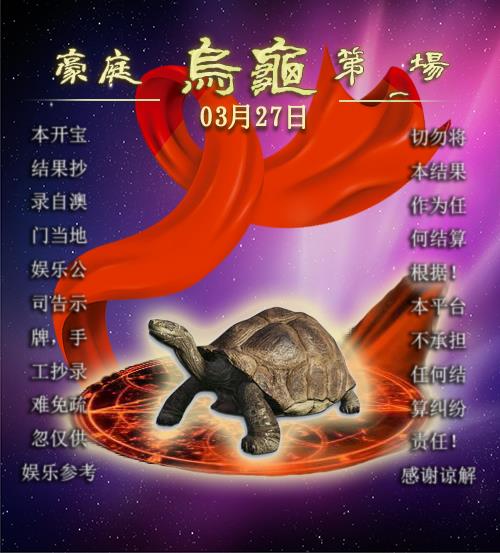 豪庭 烏龜 第二場
03月27日
本开宝
结果抄
录自澳
门当地
娱乐公
司告示
牌，手
工抄录
难免疏
忽仅供
娱乐参考
切勿将
本结果
作为任
何结算
根据！
本平台
不承担
任何结
算纠纷
责任！
感谢谅解